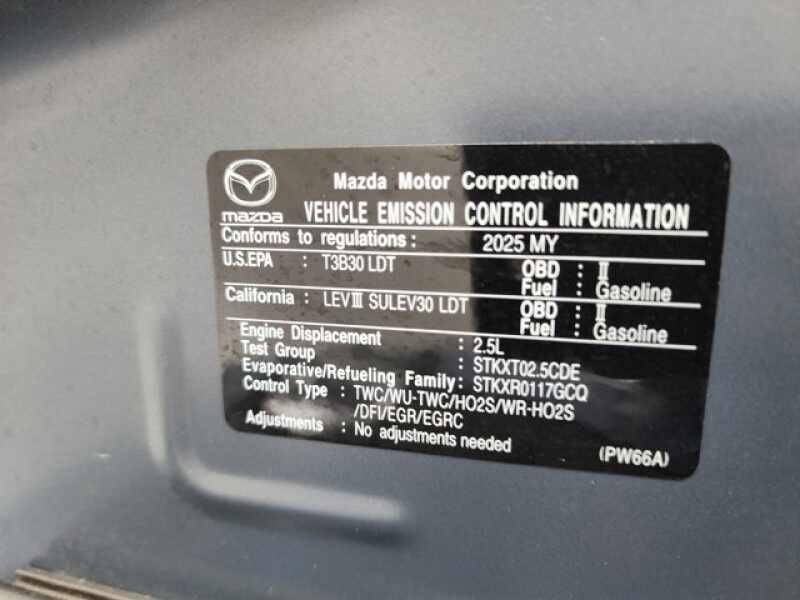 Mazda Motor Corporation
mazda VEHICLE EMISSION CONTROL INFORMATION
Conforms to regulations : 2025 MY
U.S.EPA : T3B30 LDT OBD : II
Fuel : Gasoline
California : LEVIII SULEV30 LDT OBD : II
Fuel : Gasoline
Engine Displacement : 2.5L
Test Group : STKXT02.5CDE
Evaporative/Refueling Family: STKXR0117GCQ
Control Type : TWC/WU-TWC/HO2S/WR-HO2S
/DFI/EGR/EGRC
Adjustments : No adjustments needed
(PW66A)